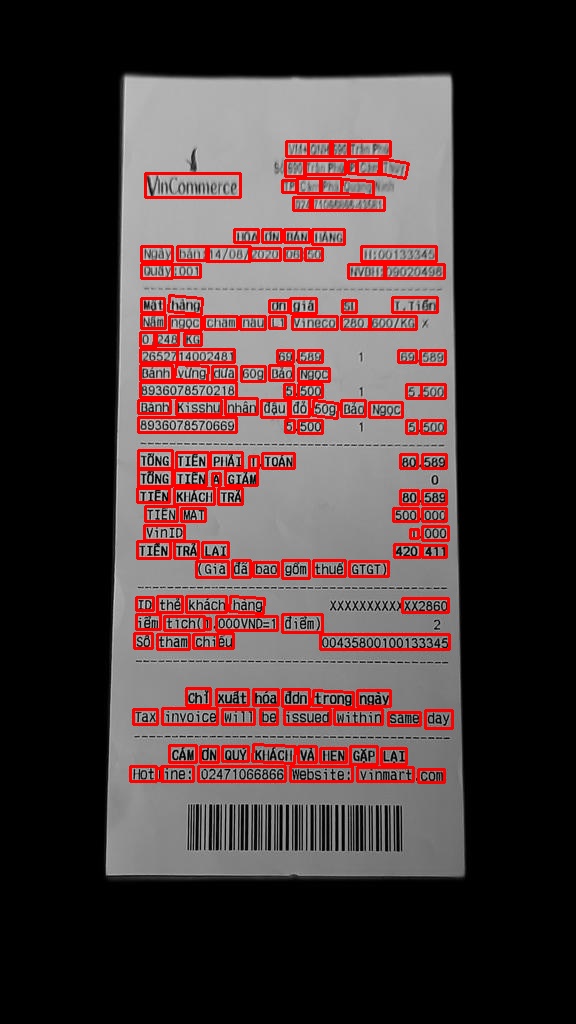 VinCommerce
VM+ QNH 590 Trần Phú
Số 590 Trần Phú, P. Cẩm Thủy
TP. Cẩm Phả, Quảng Ninh
HÓA ĐƠN BÁN HÀNG
Ngày bán:14/08/2020 08:50 H:00133345
Quầy:001 NVBH:09020498
Mặt hàng Đơn giá SL T.Tiền
Nấm ngọc châm nâu L1 Vineco 280.600/KG x
0.248 KG
2652714002481 69.589 1 69.589
Bánh vừng dừa 60g Bảo Ngọc
8936078570218 5.500 1 5.500
Bánh Kisshu nhân đậu đỏ 50g Bảo Ngọc
8936078570669 5.500 1 5.500
TỔNG TIỀN PHẢI T.TOÁN 80.589
TỔNG TIỀN ĐÃ GIẢM 0
TIỀN KHÁCH TRẢ 80.589
TIỀN MẶT 500.000
VinID 1.000
TIỀN TRẢ LẠI 420.411
(Giá đã bao gồm thuế GTGT)
ID thẻ khách hàng XXXXXXXXXXXX2860
Điểm tích(1.000VND=1 điểm) 2
Số tham chiếu 00435800100133345
Chỉ xuất hóa đơn trong ngày
Tax invoice will be issued within same day
CẢM ƠN QUÝ KHÁCH VÀ HẸN GẶP LẠI
Hotline: 02471066866 Website: vinmart.com